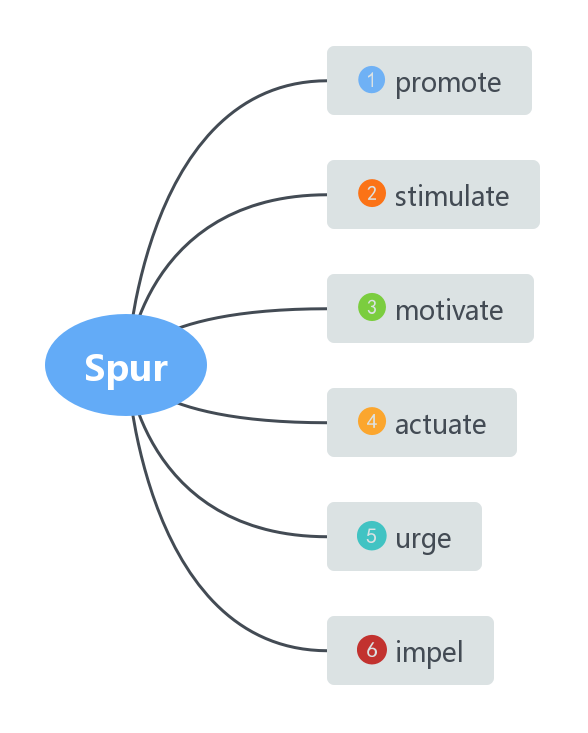 Spur
1 promote
2 stimulate
3 motivate
4 actuate
5 urge
6 impel